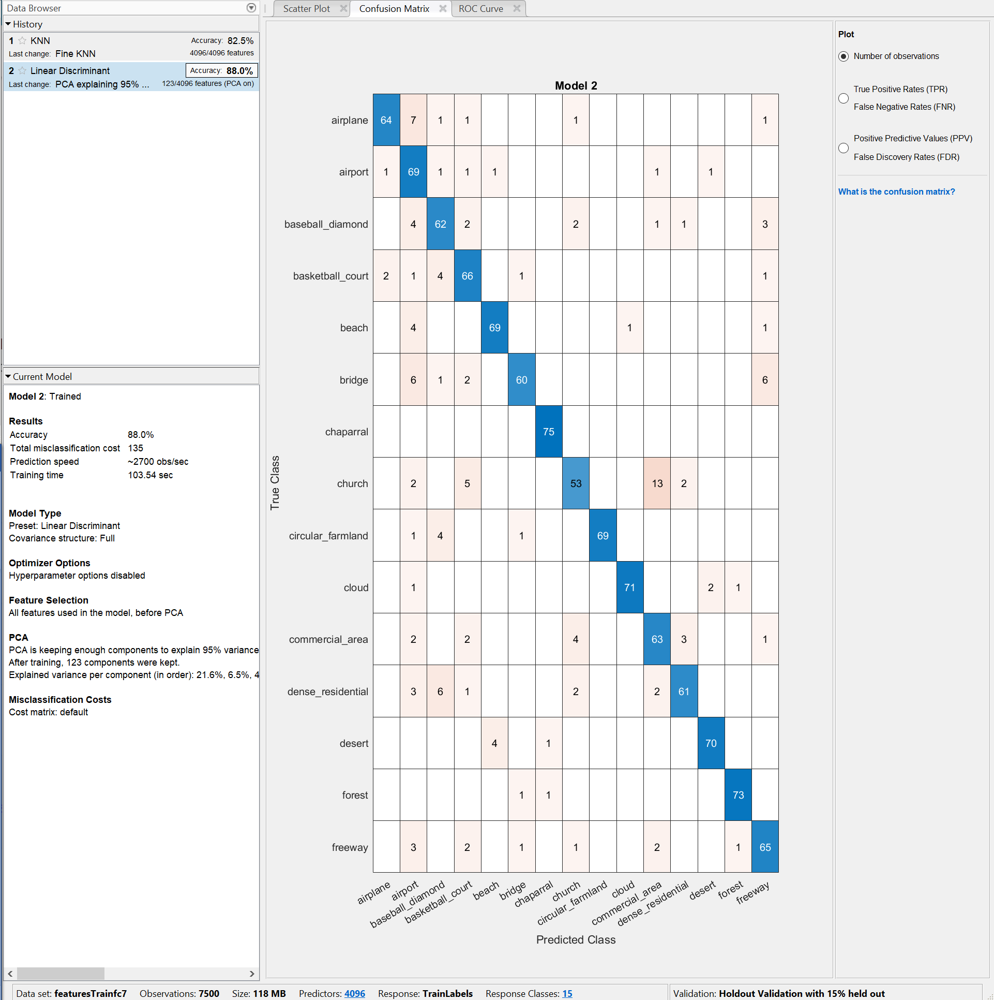 Data Browser
History
1 KNN Accuracy: 82.5%
Last change: Fine KNN 4096/4096 features
2 Linear Discriminant Accuracy: 88.0%
Last change: PCA explaining 95% ... 123/4096 features (PCA on)
Current Model
Model 2: Trained
Results
Accuracy 88.0%
Total misclassification cost 135
Prediction speed ~2700 obs/sec
Training time 103.54 sec
Model Type
Preset: Linear Discriminant
Covariance structure: Full
Optimizer Options
Hyperparameter options disabled
Feature Selection
All features used in the model, before PCA
PCA
PCA is keeping enough components to explain 95% variance
After training, 123 components were kept.
Explained variance per component (in order): 21.6%, 6.5%, 4
Misclassification Costs
Cost matrix: default
Scatter Plot Confusion Matrix ROC Curve
Model 2
True Class
airplane 64 7 1 1 1 1
airport 1 69 1 1 1 1 1
baseball_diamond 4 62 2 2 1 1 3
basketball_court 2 1 4 66 1 1
beach 4 69 1 1
bridge 6 1 2 60 6
chaparral 75
church 2 5 53 13 2
circular_farmland 1 4 1 69
cloud 1 71 2 1
commercial_area 2 2 4 63 3 1
dense_residential 3 6 1 2 2 61
desert 4 1 70
forest 1 1 73
freeway 3 2 1 1 2 1 65
airplane
airport
baseball_diamond
basketball_court
beach
bridge
chaparral
church
circular_farmland
cloud
commercial_area
dense_residential
desert
forest
freeway
Predicted Class
Plot
Number of observations
True Positive Rates (TPR)
False Negative Rates (FNR)
Positive Predictive Values (PPV)
False Discovery Rates (FDR)
What is the confusion matrix?
Data set: featuresTrainfc7 Observations: 7500 Size: 118 MB Predictors: 4096 Response: TrainLabels Response Classes: 15
Validation: Holdout Validation with 15% held out